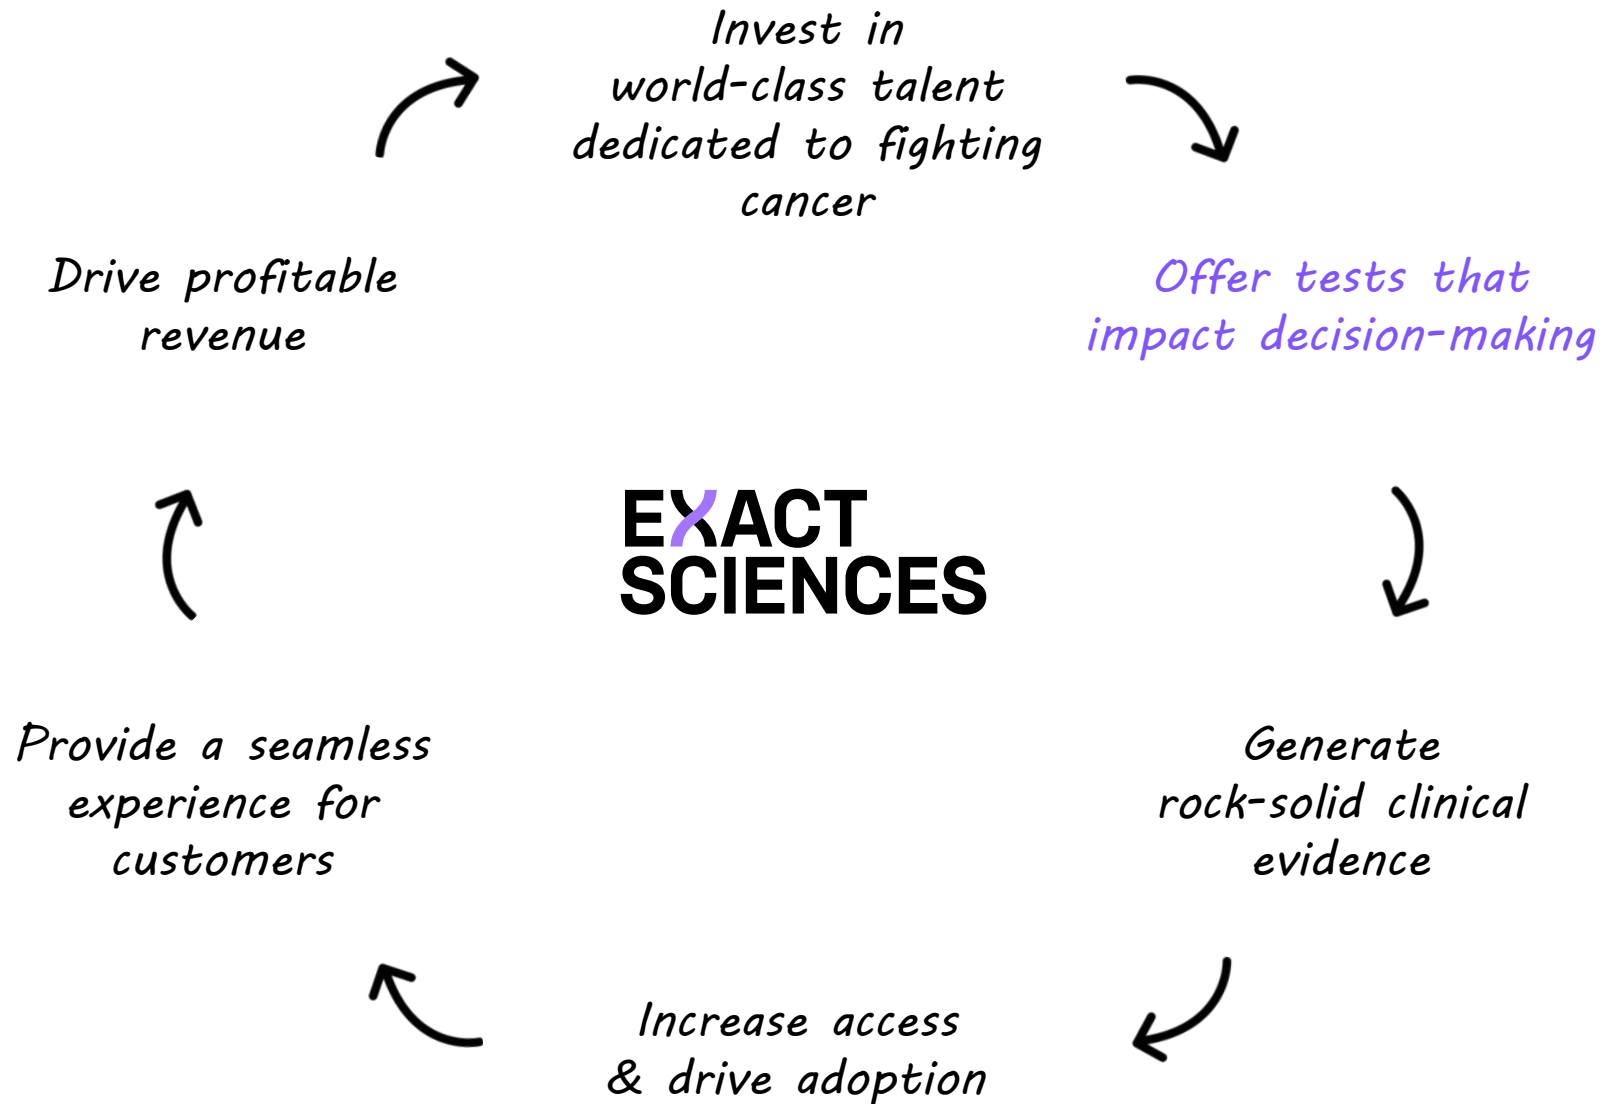 Invest in
world-class talent
dedicated to fighting
cancer
Offer tests that
impact decision-making
Generate
rock-solid clinical
evidence
Increase access
& drive adoption
Provide a seamless
experience for
customers
Drive profitable
revenue
EXACT
SCIENCES